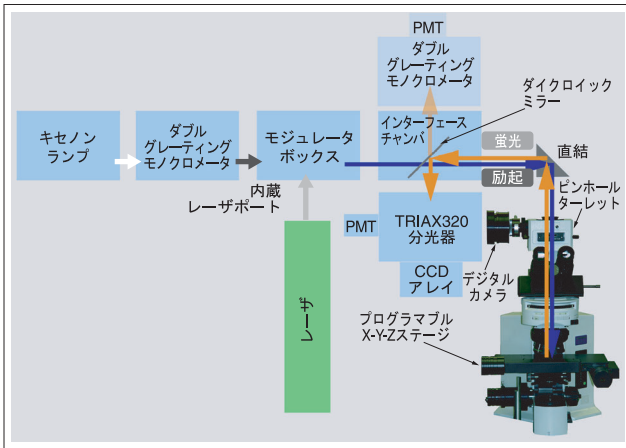 PMT
ダブル
グレーティング
モノクロメータ
ダイクロイック
ミラー
キセノン
ランプ
ダブル
グレーティング
モノクロメータ
モジュレータ
ボックス
インターフェース
チャンバ
蛍光
励起
直結
内蔵
レーザポート
ピンホール
ターレット
PMT
TRIAX320
分光器
CCD
アレイ
デジタル
カメラ
レーザ
プログラマブル
X-Y-Zステージ